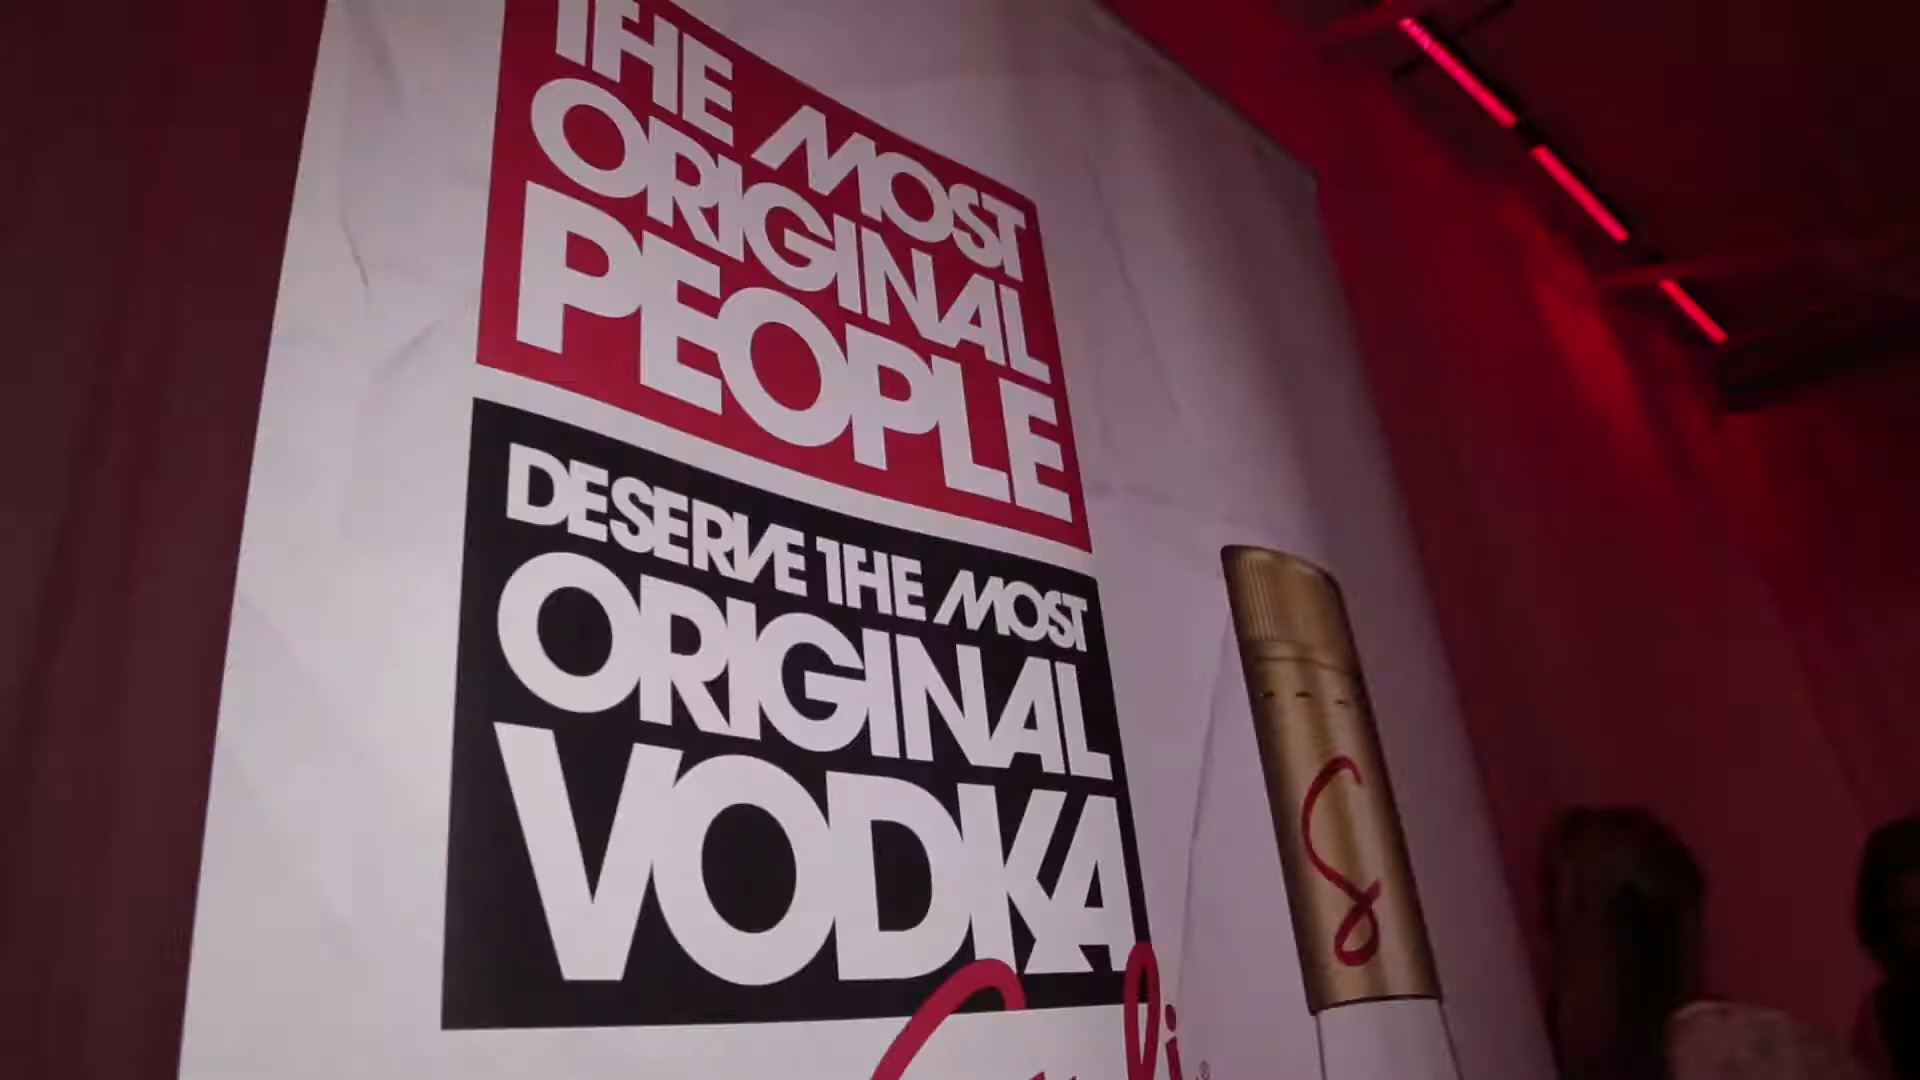 THE MOST
ORIGINAL
PEOPLE
DESERVE THE MOST
ORIGINAL
VODKA
S